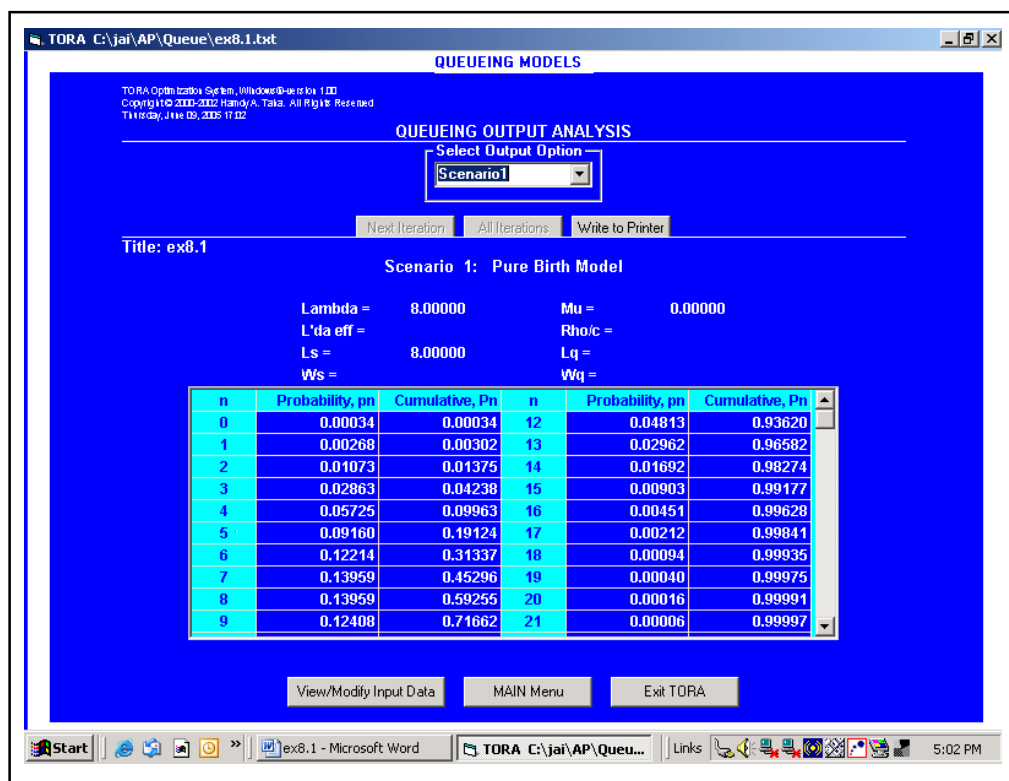 TORA C:\jai\AP\Queue\ex8.1.txt
QUEUEING MODELS
TORA Optimization System, Windows®-version 1.00
Copyright © 2000-2002 Hamdy A. Taha. All Rights Reserved
Thursday, June 09, 2005 17:02
QUEUEING OUTPUT ANALYSIS
Select Output Option
Scenario1
Next Iteration All Iterations Write to Printer
Title: ex8.1
Scenario 1: Pure Birth Model
Lambda = 8.00000 Mu = 0.00000
L'da eff = Rho/c =
Ls = 8.00000 Lq =
Ws = Wq =
n Probability, pn Cumulative, Pn n Probability, pn Cumulative, Pn
0 0.00034 0.00034 12 0.04813 0.93620
1 0.00268 0.00302 13 0.02962 0.96582
2 0.01073 0.01375 14 0.01692 0.98274
3 0.02863 0.04238 15 0.00903 0.99177
4 0.05725 0.09963 16 0.00451 0.99628
5 0.09160 0.19124 17 0.00212 0.99841
6 0.12214 0.31337 18 0.00094 0.99935
7 0.13959 0.45296 19 0.00040 0.99975
8 0.13959 0.59255 20 0.00016 0.99991
9 0.12408 0.71662 21 0.00006 0.99997
View/Modify Input Data MAIN Menu Exit TORA
Start » ex8.1 - Microsoft Word TORA C:\jai\AP\Queu... Links 5:02 PM